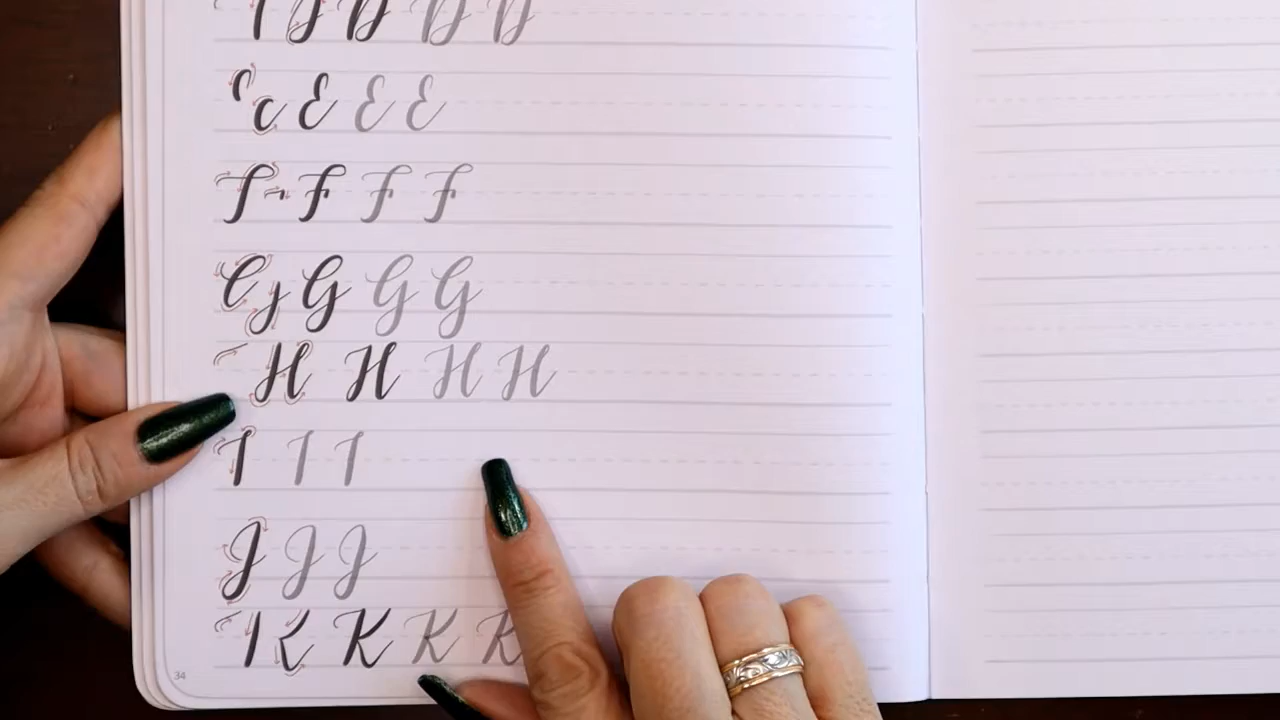 D D D D
E E E
F F F
G G G
H H H H
I I I
J J J
K K K
34